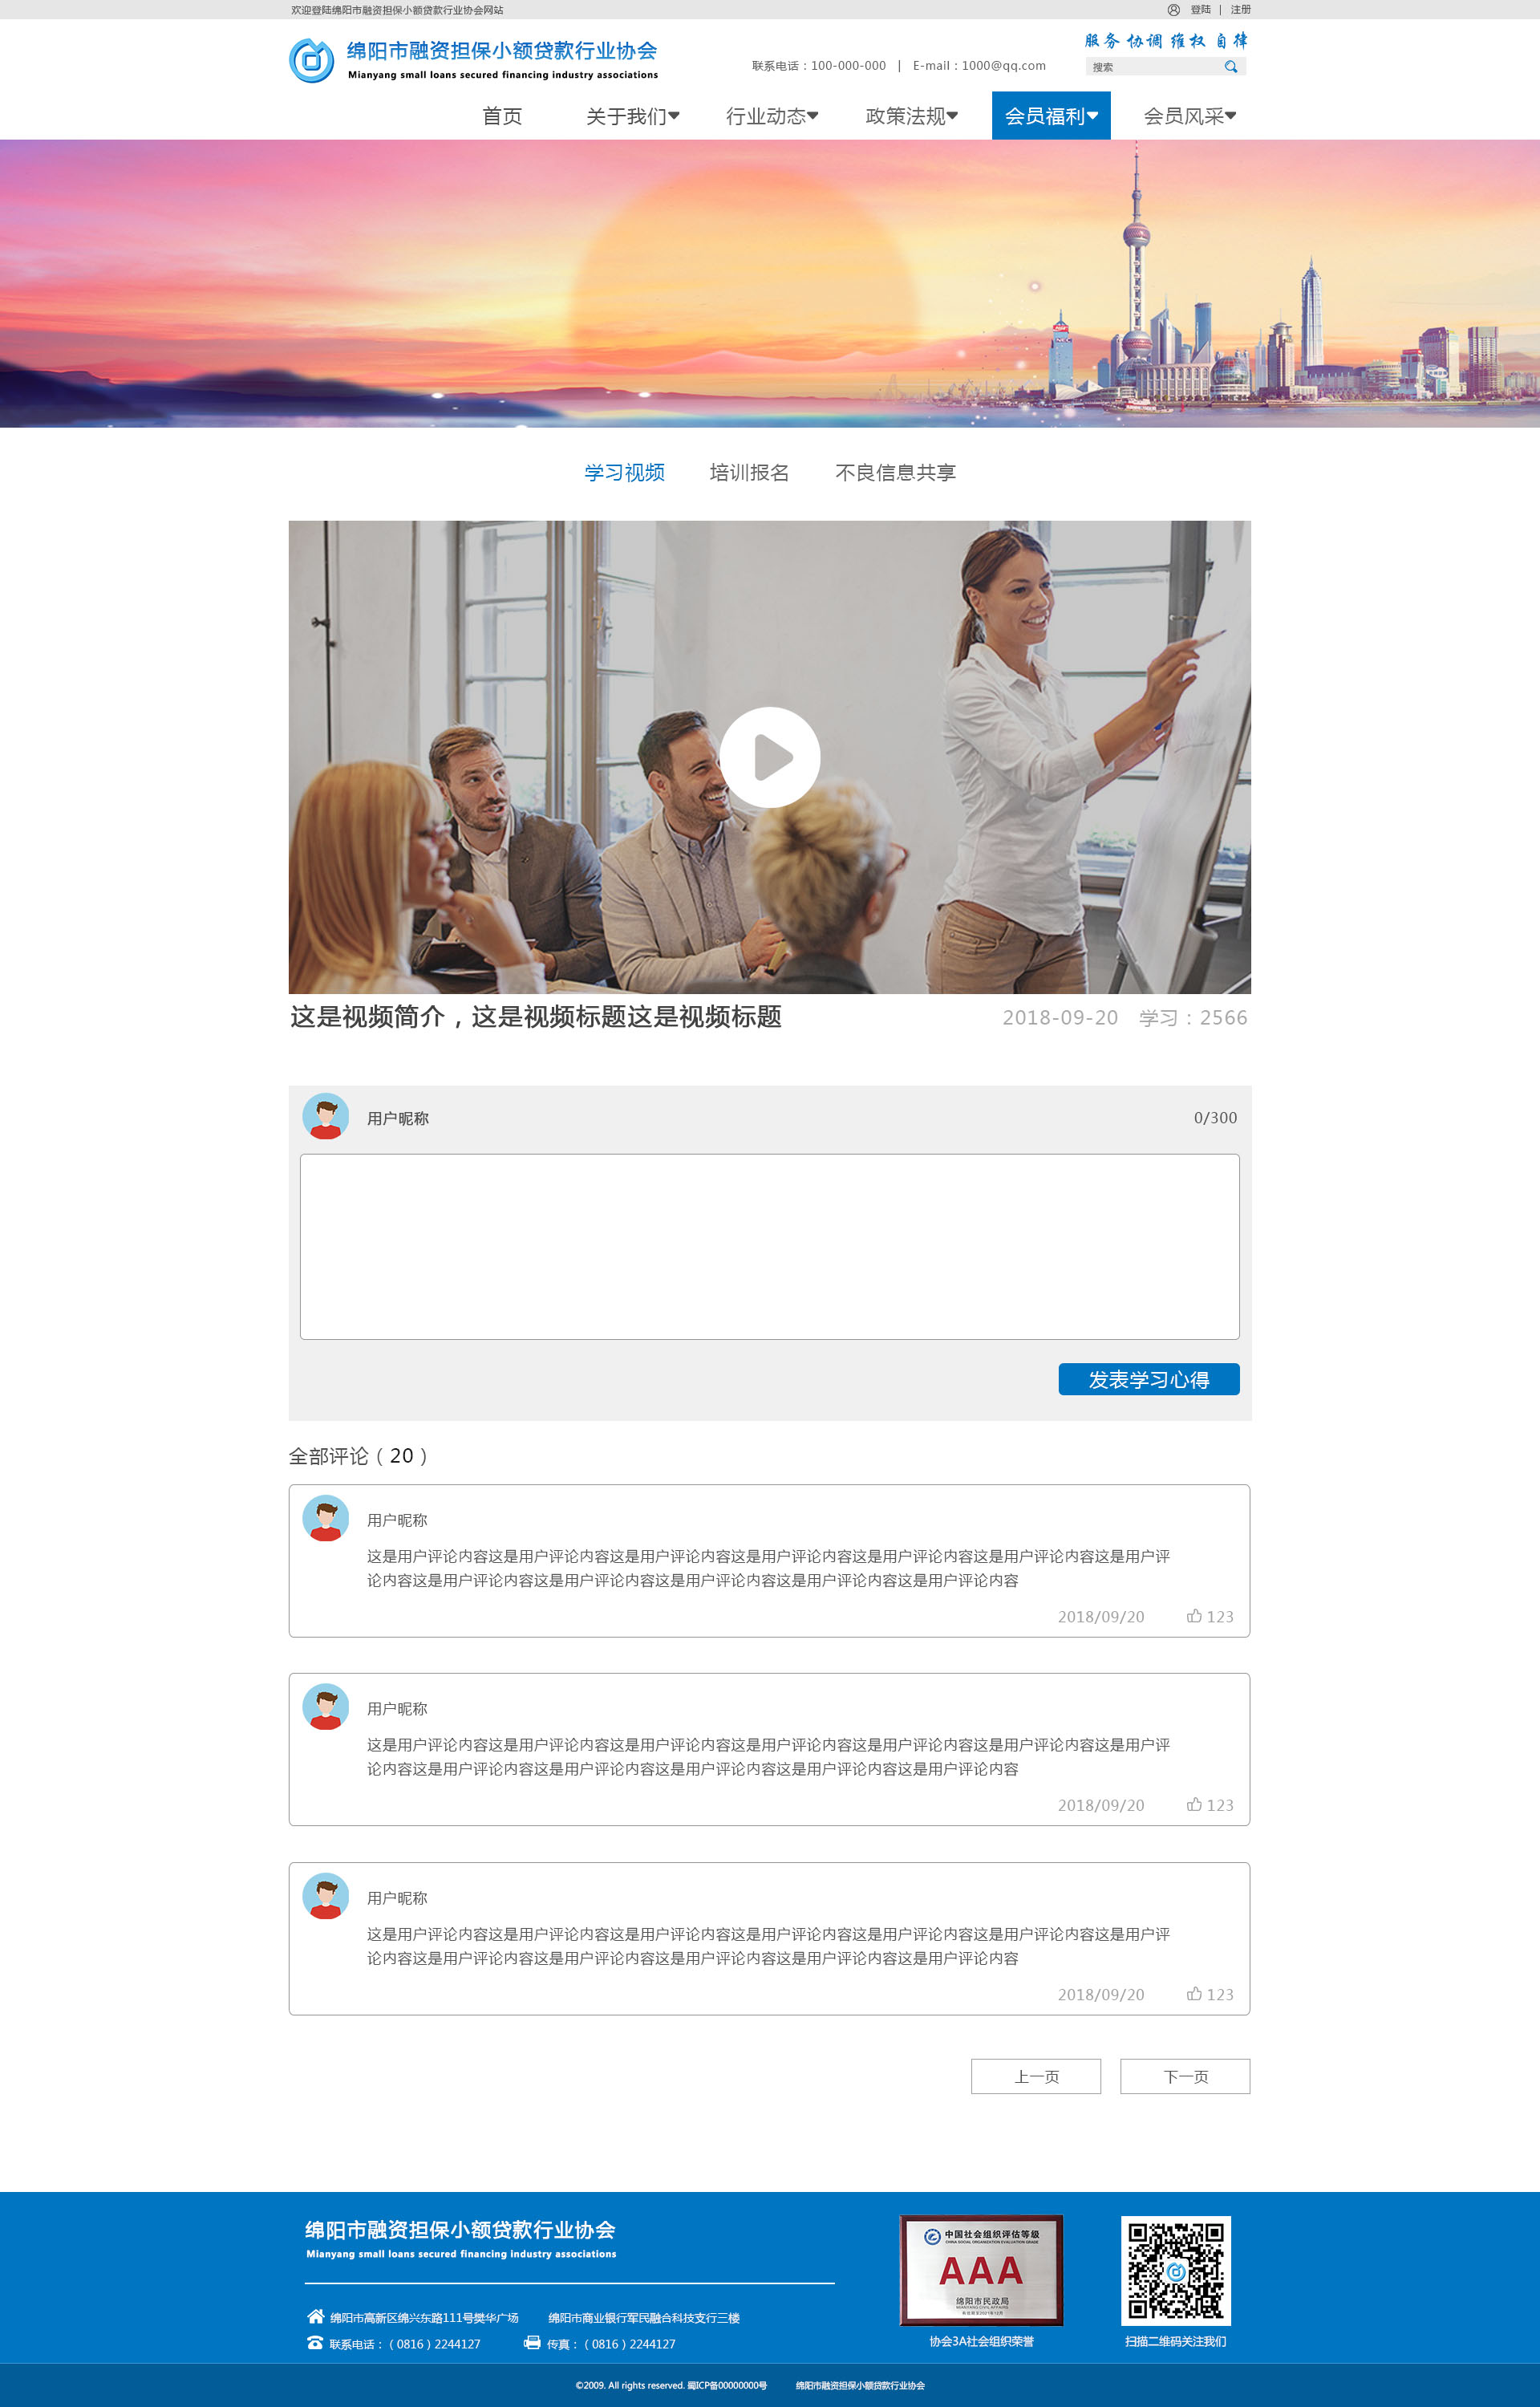 欢迎登陆绵阳市融资担保小额贷款行业协会网站
登陆 | 注册
绵阳市融资担保小额贷款行业协会
Mianyang small loans secured financing industry associations
联系电话：100-000-000 | E-mail：1000@qq.com
服务 协调 维权 自律
搜索
首页 关于我们 行业动态 政策法规 会员福利 会员风采
学习视频 培训报名 不良信息共享
这是视频简介，这是视频标题这是视频标题
2018-09-20 学习：2566
用户昵称
0/300
发表学习心得
全部评论（20）
用户昵称
这是用户评论内容这是用户评论内容这是用户评论内容这是用户评论内容这是用户评论内容这是用户评论内容这是用户评
论内容这是用户评论内容这是用户评论内容这是用户评论内容这是用户评论内容这是用户评论内容
2018/09/20 123
用户昵称
这是用户评论内容这是用户评论内容这是用户评论内容这是用户评论内容这是用户评论内容这是用户评论内容这是用户评
论内容这是用户评论内容这是用户评论内容这是用户评论内容这是用户评论内容这是用户评论内容
2018/09/20 123
用户昵称
这是用户评论内容这是用户评论内容这是用户评论内容这是用户评论内容这是用户评论内容这是用户评论内容这是用户评
论内容这是用户评论内容这是用户评论内容这是用户评论内容这是用户评论内容这是用户评论内容
2018/09/20 123
上一页 下一页
绵阳市融资担保小额贷款行业协会
Mianyang small loans secured financing industry associations
绵阳市高新区绵兴东路111号樊华广场 绵阳市商业银行军民融合科技支行三楼
联系电话：（0816）2244127 传真：（0816）2244127
中国社会组织评估等级
CHINA SOCIAL ORGANIZATION EVALUATION GRADE
AAA
绵阳市民政局
协会3A社会组织荣誉
扫描二维码关注我们
©2009. All rights reserved. 蜀ICP备00000000号 绵阳市融资担保小额贷款行业协会